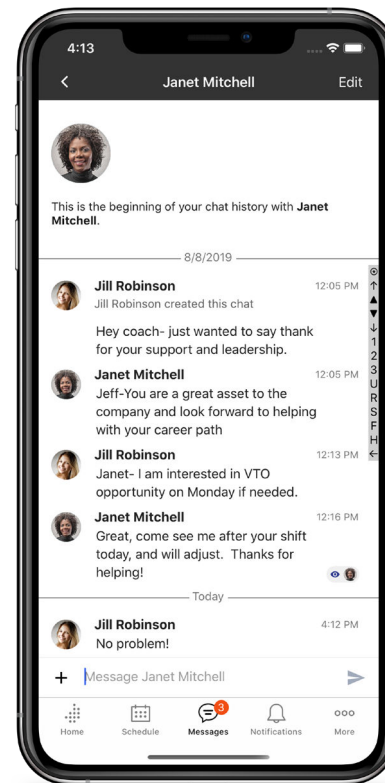 4:13
Janet Mitchell
Edit
This is the beginning of your chat history with Janet
Mitchell.
8/8/2019
Jill Robinson 12:05 PM
Jill Robinson created this chat
Hey coach- just wanted to say thank
for your support and leadership.
Janet Mitchell 12:05 PM
Jeff-You are a great asset to the
company and look forward to helping
with your career path
Jill Robinson 12:13 PM
Janet- I am interested in VTO
opportunity on Monday if needed.
Janet Mitchell 12:16 PM
Great, come see me after your shift
today, and will adjust. Thanks for
helping!
Today
Jill Robinson 4:12 PM
No problem!
1
2
3
U
R
S
F
H
+ Message Janet Mitchell
3
Home Schedule Messages Notifications More